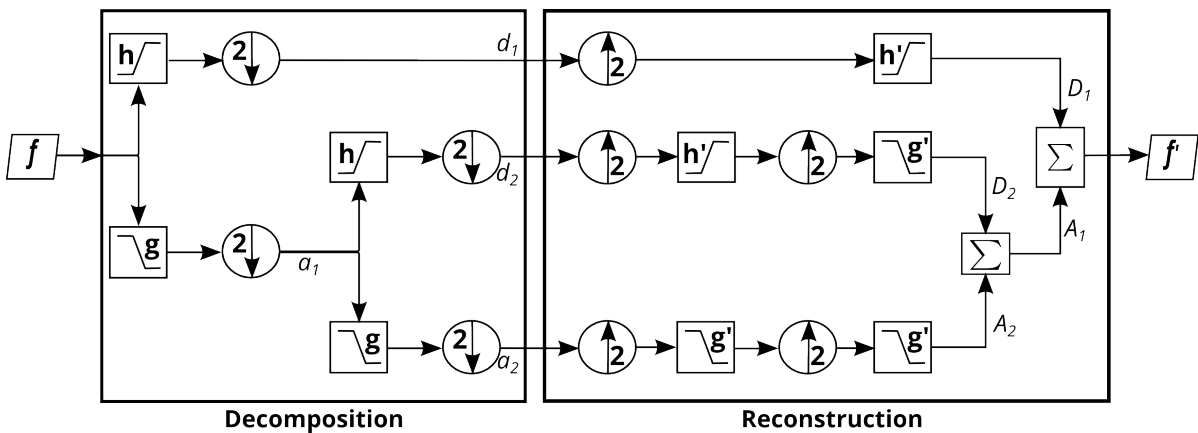 h 2 d1 2 h' D1
f h 2 d2 2 h' 2 g' D2 Σ f'
g 2 a1 Σ A1
g 2 a2 2 g' 2 g' A2
Decomposition Reconstruction